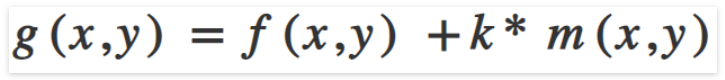 g(x,y) = f(x,y) +k* m(x,y)